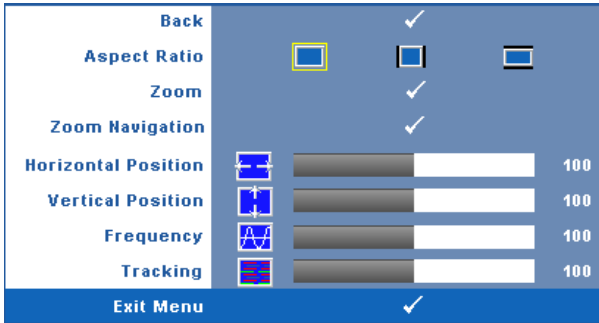 Back
Aspect Ratio
Zoom
Zoom Navigation
Horizontal Position 100
Vertical Position 100
Frequency 100
Tracking 100
Exit Menu